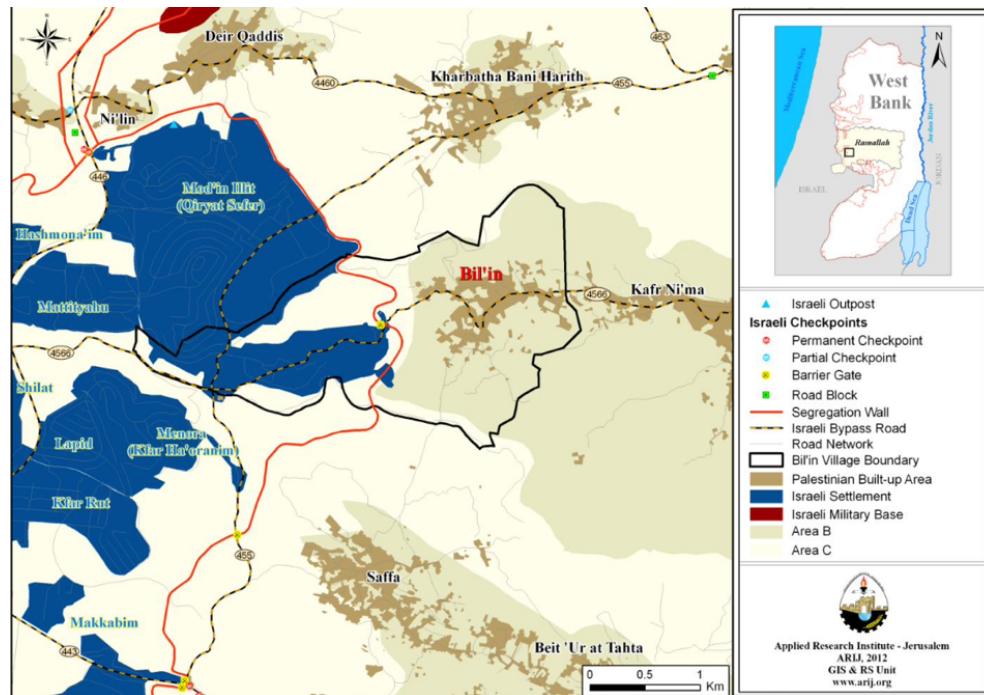 Deir Qaddis
463
Kharbatha Bani Harith
455
4460
Ni'lin
446
Mod'in Illit
(Qiryat Sefer)
Hashmona'im
Mattityahu
Bil'in
4566
Kafr Ni'ma
4566
Shilat
Lapid
Menora
(Kfar Ha'oranim)
Kfar Rut
455
Saffa
Makkabim
443
Beit 'Ur at Tahta
0 0.5 1
Km
N
Mediterranean Sea
West
Bank
Jordan River
Ramallah
ISRAEL
JORDAN
Dead Sea
Israeli Outpost
Israeli Checkpoints
Permanent Checkpoint
Partial Checkpoint
Barrier Gate
Road Block
Segregation Wall
Israeli Bypass Road
Road Network
Bil'in Village Boundary
Palestinian Built-up Area
Israeli Settlement
Israeli Military Base
Area B
Area C
Applied Research Institute - Jerusalem
ARIJ, 2012
GIS & RS Unit
www.arij.org